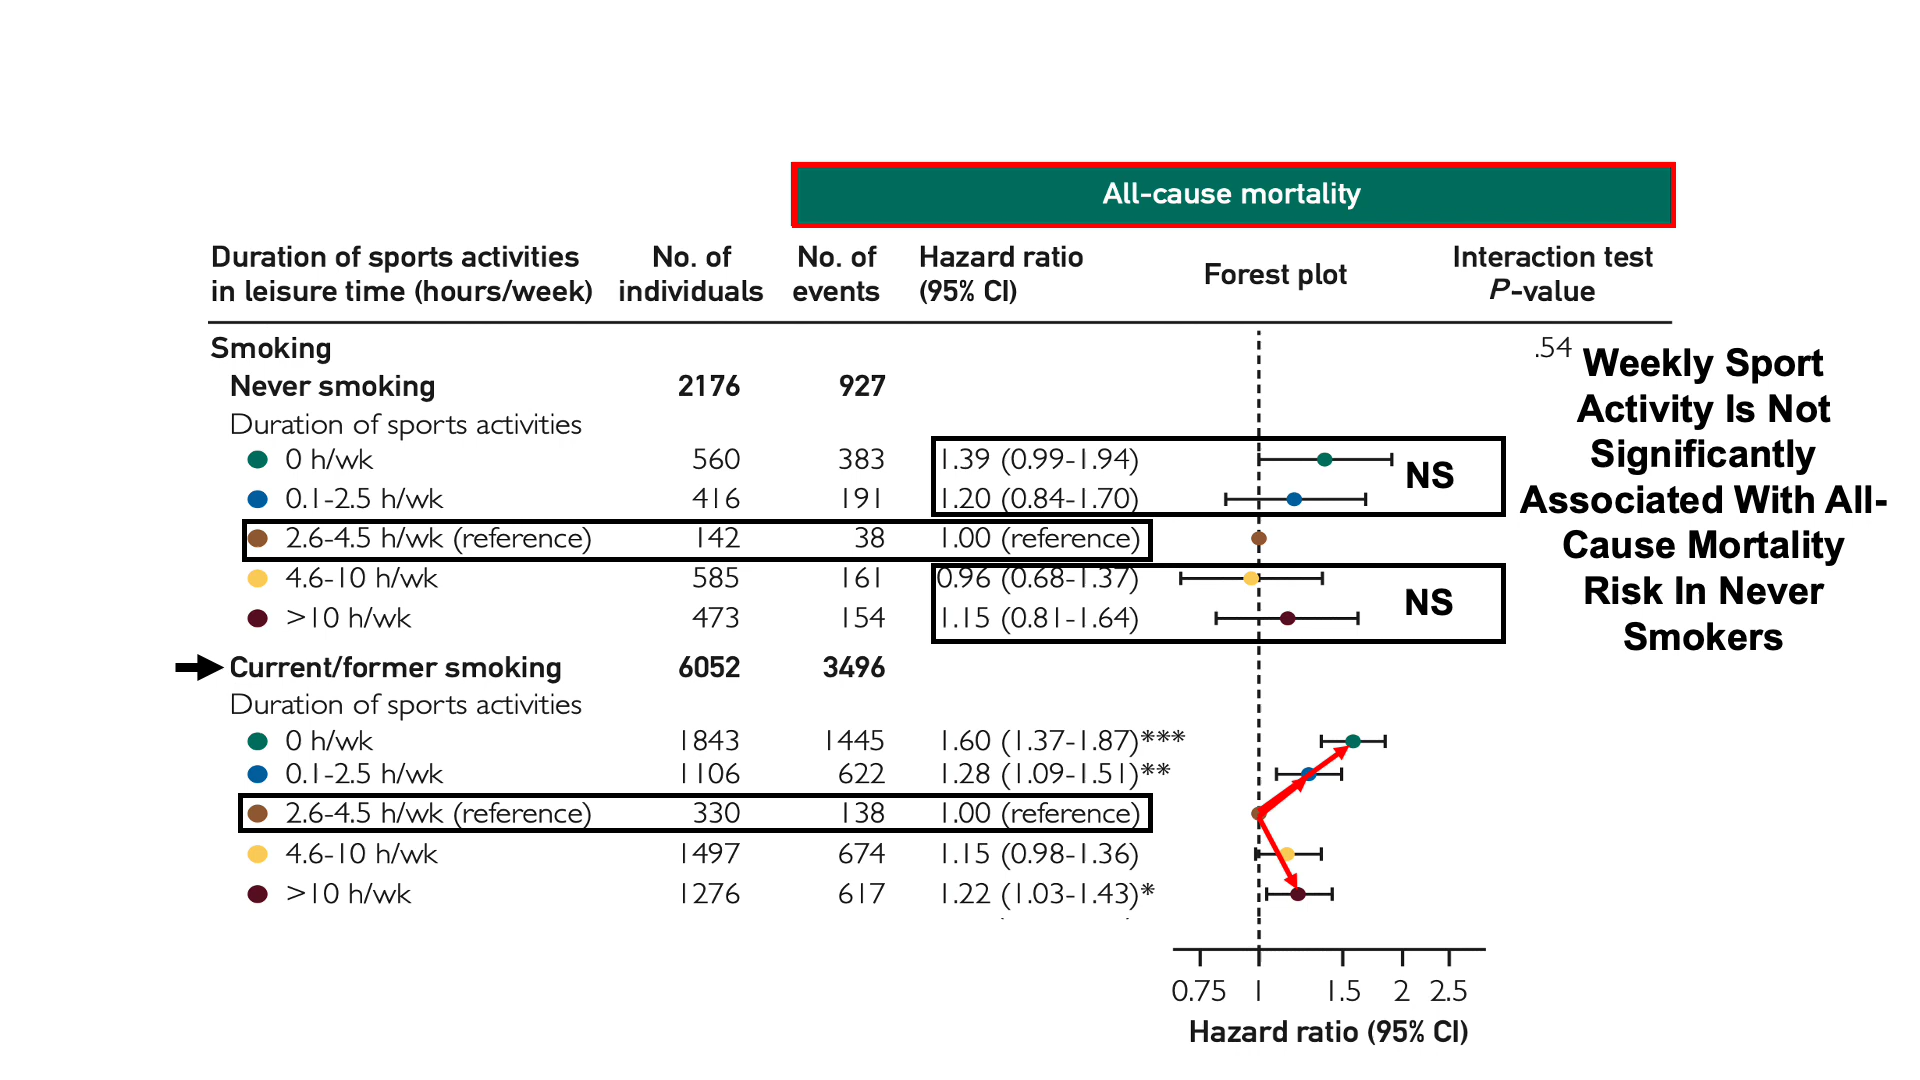 All-cause mortality
Duration of sports activities in leisure time (hours/week) No. of individuals No. of events Hazard ratio (95% CI) Forest plot Interaction test P-value
Smoking .54
Never smoking 2176 927
Duration of sports activities
0 h/wk 560 383 1.39 (0.99-1.94)
0.1-2.5 h/wk 416 191 1.20 (0.84-1.70)
NS
2.6-4.5 h/wk (reference) 142 38 1.00 (reference)
4.6-10 h/wk 585 161 0.96 (0.68-1.37)
>10 h/wk 473 154 1.15 (0.81-1.64)
NS
Weekly Sport
Activity Is Not
Significantly
Associated With All-
Cause Mortality
Risk In Never
Smokers
Current/former smoking 6052 3496
Duration of sports activities
0 h/wk 1843 1445 1.60 (1.37-1.87)***
0.1-2.5 h/wk 1106 622 1.28 (1.09-1.51)**
2.6-4.5 h/wk (reference) 330 138 1.00 (reference)
4.6-10 h/wk 1497 674 1.15 (0.98-1.36)
>10 h/wk 1276 617 1.22 (1.03-1.43)*
0.75 1 1.5 2 2.5
Hazard ratio (95% CI)